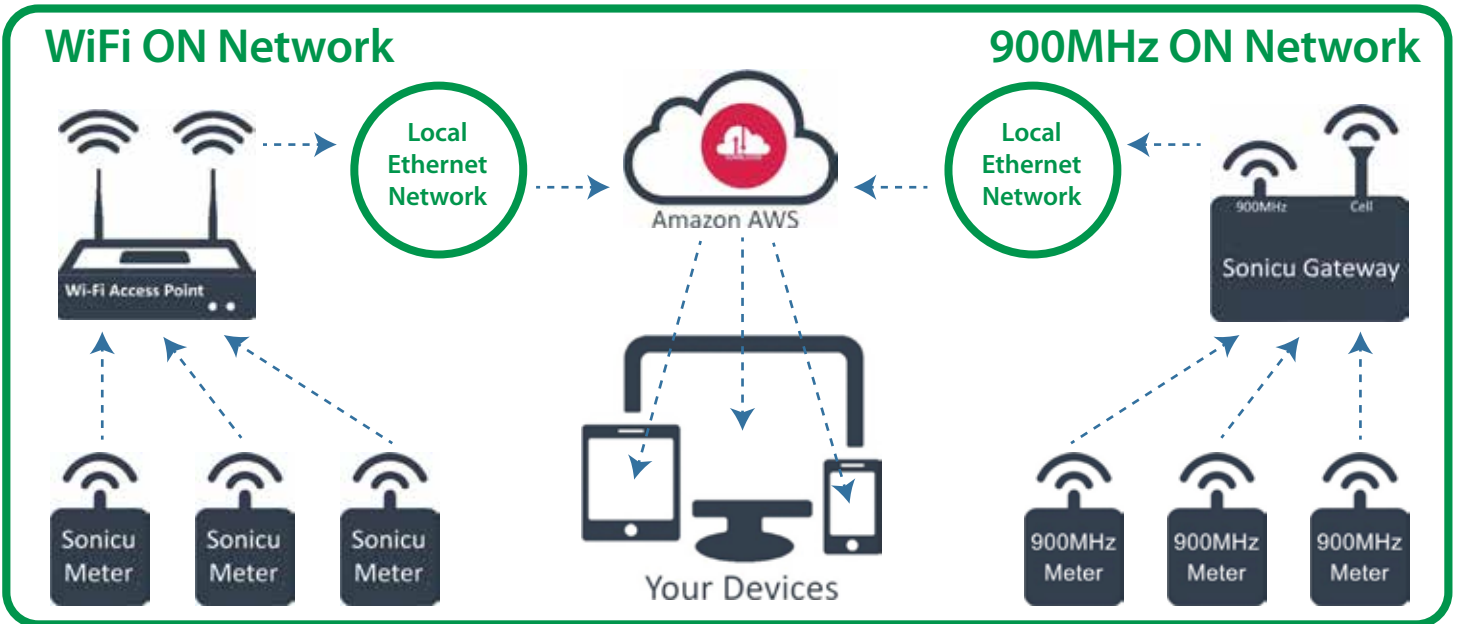 WiFi ON Network
900MHz ON Network
Local
Ethernet
Network
Amazon AWS
Local
Ethernet
Network
900MHz
Cell
Sonicu Gateway
Wi-Fi Access Point
Sonicu
Meter
Sonicu
Meter
Sonicu
Meter
Your Devices
900MHz
Meter
900MHz
Meter
900MHz
Meter